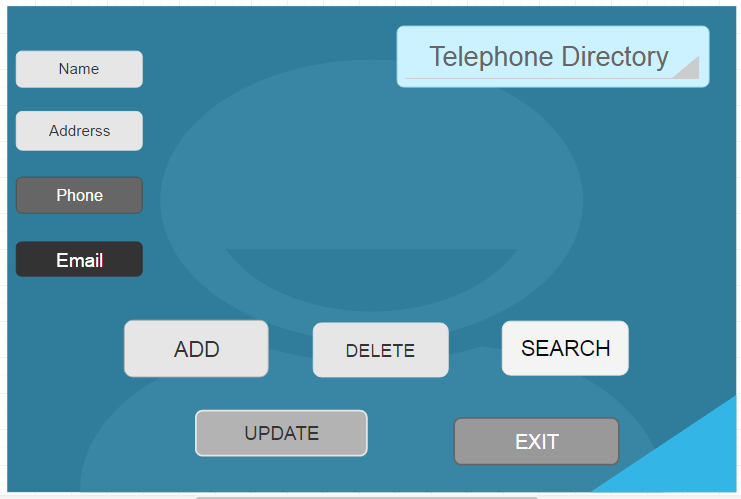 Telephone Directory
Name
Addrerss
Phone
Email
ADD
DELETE
SEARCH
UPDATE
EXIT